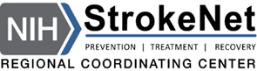 NIH StrokeNet
PREVENTION | TREATMENT | RECOVERY
REGIONAL COORDINATING CENTER